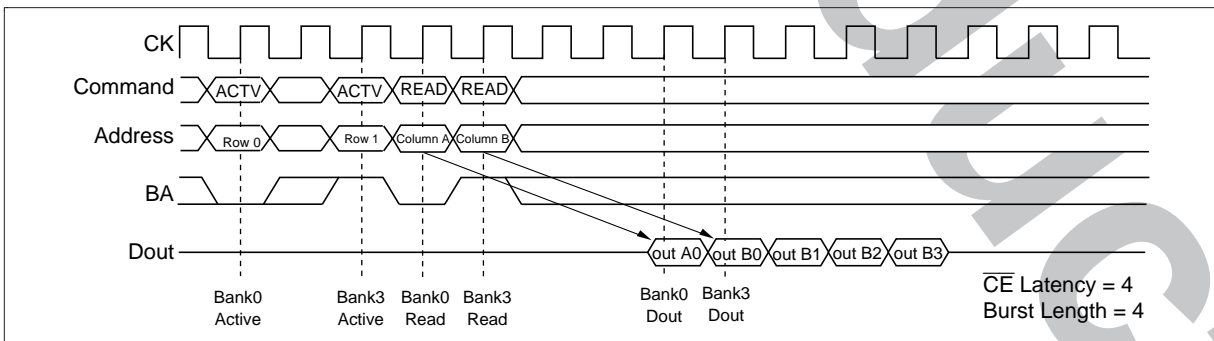 CK
Command
ACTV
ACTV
READ
READ
Address
Row 0
Row 1
Column A
Column B
BA
Dout
out A0
out B0
out B1
out B2
out B3
Bank0
Active
Bank3
Active
Bank0
Read
Bank3
Read
Bank0
Dout
Bank3
Dout
CE Latency = 4
Burst Length = 4